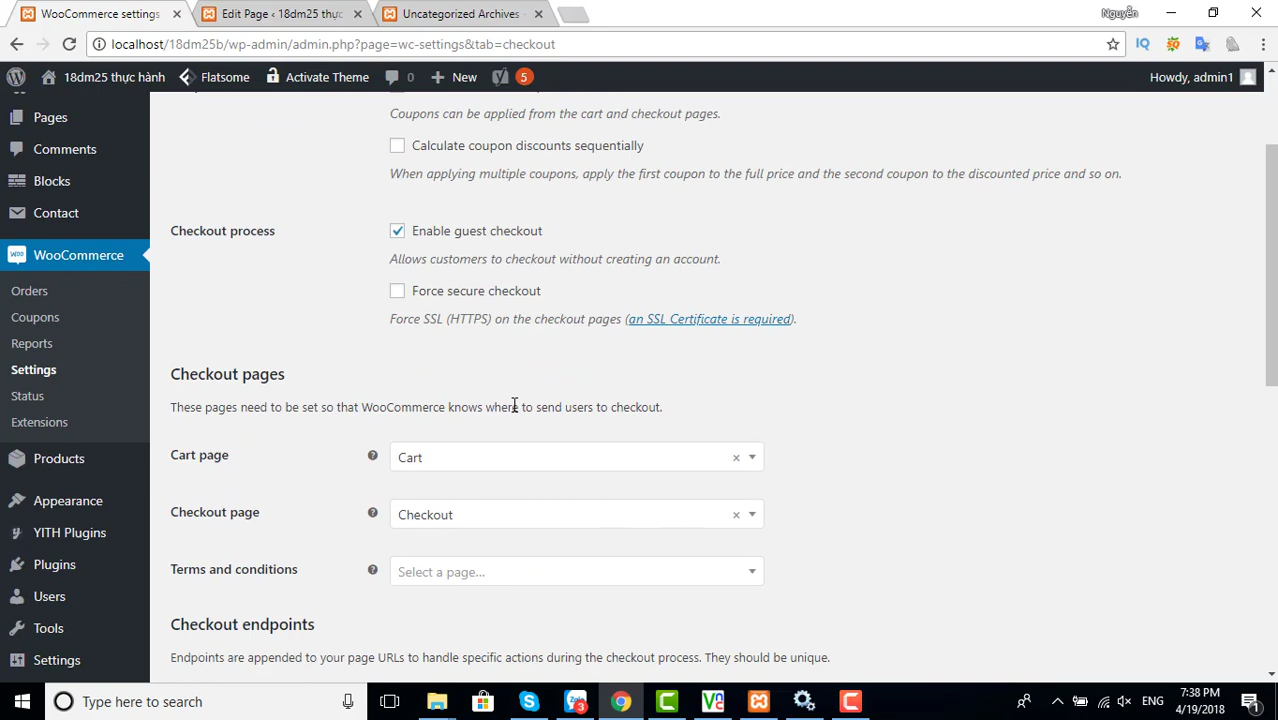 WooCommerce settings
Edit Page ‹ 18dm25 thực
Uncategorized Archives -
Nguyễn
localhost/18dm25b/wp-admin/admin.php?page=wc-settings&tab=checkout
18dm25 thực hành
Flatsome
Activate Theme
0
New
5
Howdy, admin1
Pages
Comments
Blocks
Contact
WooCommerce
Orders
Coupons
Reports
Settings
Status
Extensions
Products
Appearance
YITH Plugins
Plugins
Users
Tools
Settings
Coupons can be applied from the cart and checkout pages.
Calculate coupon discounts sequentially
When applying multiple coupons, apply the first coupon to the full price and the second coupon to the discounted price and so on.
Checkout process
Enable guest checkout
Allows customers to checkout without creating an account.
Force secure checkout
Force SSL (HTTPS) on the checkout pages (an SSL Certificate is required).
Checkout pages
These pages need to be set so that WooCommerce knows where to send users to checkout.
Cart page
Cart
Checkout page
Checkout
Terms and conditions
Select a page...
Checkout endpoints
Endpoints are appended to your page URLs to handle specific actions during the checkout process. They should be unique.
Type here to search
ENG
7:38 PM
4/19/2018